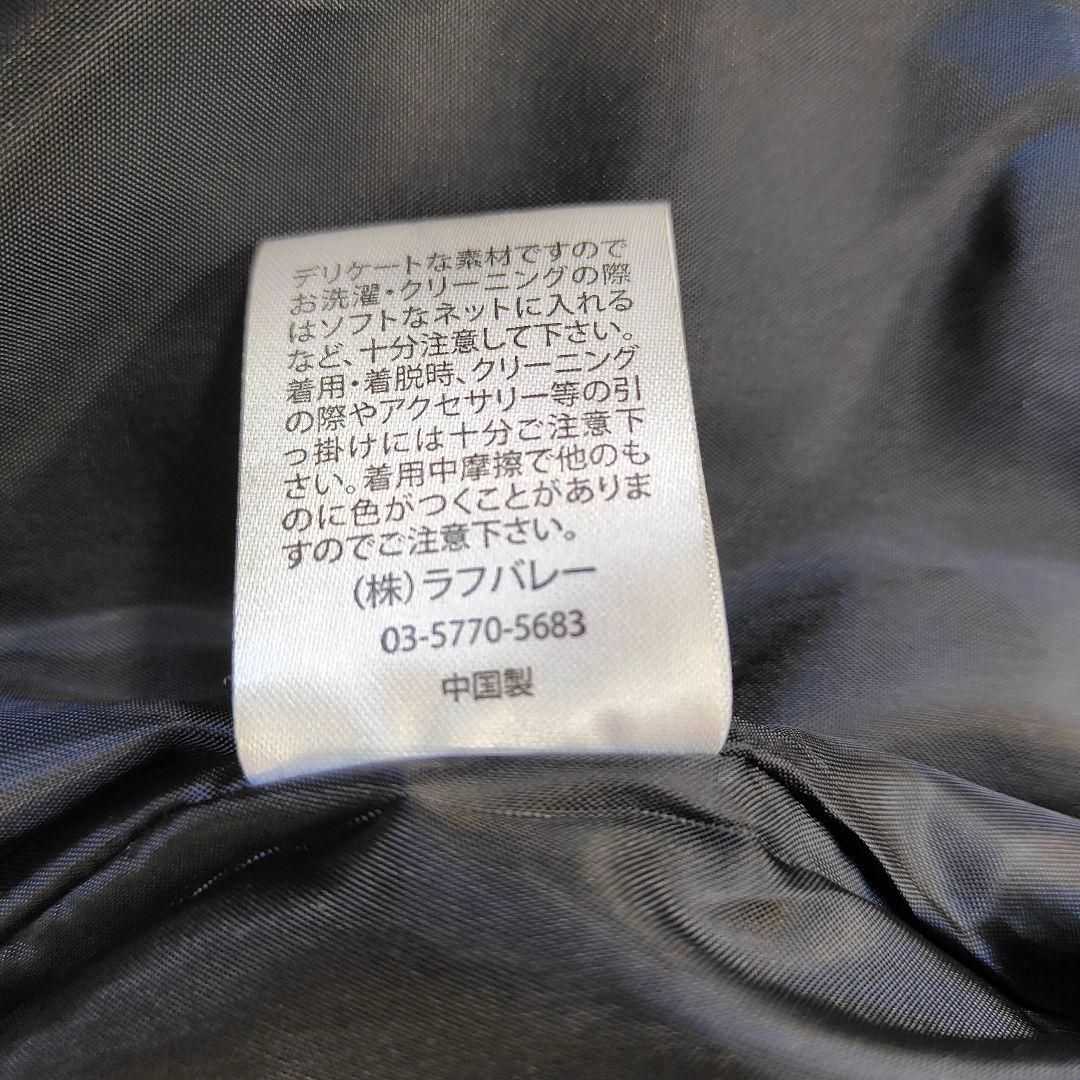 デリケートな素材ですので
お洗濯・クリーニングの際
はソフトなネットに入れる
など、十分注意して下さい。
着用・着脱時、クリーニング
の際やアクセサリー等の引
っ掛けには十分ご注意下
さい。着用中摩擦で他のも
のに色がつくことがありま
すのでご注意下さい。
(株)ラフバレー
03-5770-5683
中国製